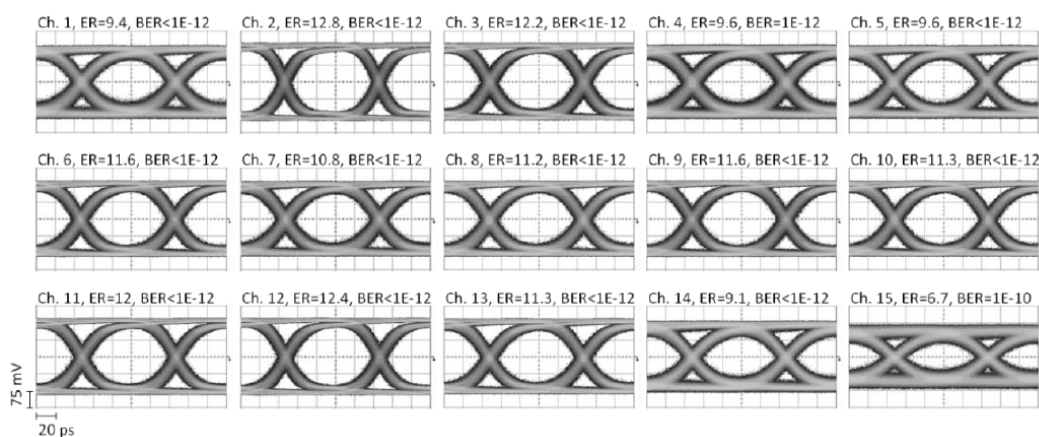 Ch. 1, ER=9.4, BER<1E-12
Ch. 2, ER=12.8, BER<1E-12
Ch. 3, ER=12.2, BER<1E-12
Ch. 4, ER=9.6, BER=1E-12
Ch. 5, ER=9.6, BER<1E-12
Ch. 6, ER=11.6, BER<1E-12
Ch. 7, ER=10.8, BER<1E-12
Ch. 8, ER=11.2, BER<1E-12
Ch. 9, ER=11.6, BER<1E-12
Ch. 10, ER=11.3, BER<1E-12
Ch. 11, ER=12, BER<1E-12
Ch. 12, ER=12.4, BER<1E-12
Ch. 13, ER=11.3, BER<1E-12
Ch. 14, ER=9.1, BER<1E-12
Ch. 15, ER=6.7, BER=1E-10
75 mV
20 ps